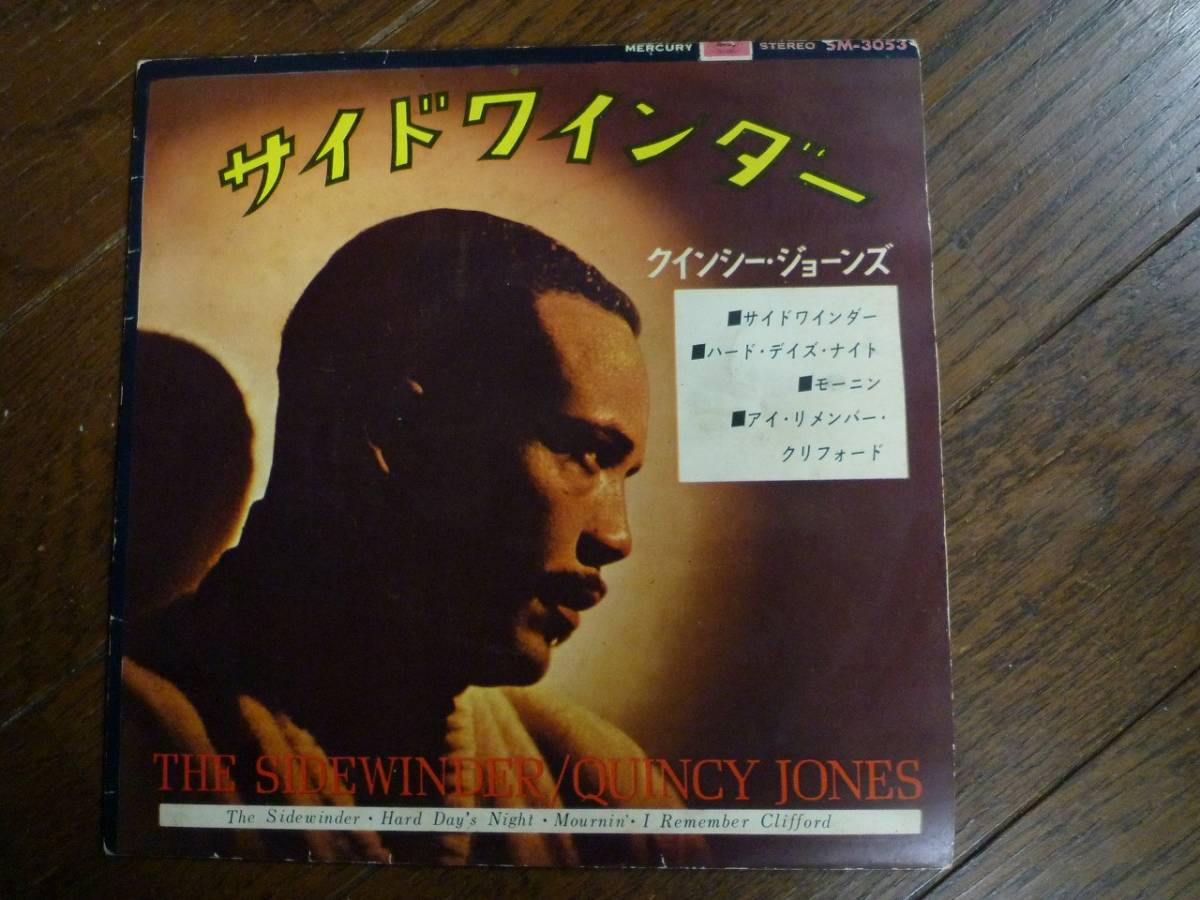 MERCURY STEREO SM-3053
サイドワインダー
クインシー・ジョーンズ
■サイドワインダー
■ハード・デイズ・ナイト
■モーニン
■アイ・リメンバー・
クリフォード
THE SIDEWINDER/QUINCY JONES
The Sidewinder・Hard Day's Night・Mournin'・I Remember Clifford